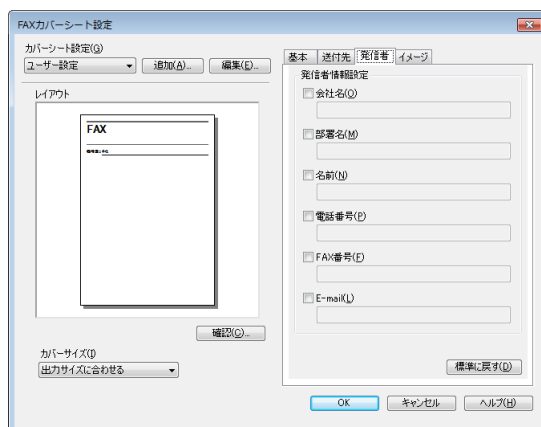 FAXカバーシート設定
カバーシート設定(G)
ユーザー設定
追加(A)...
編集(E)...
レイアウト
FAX
確認(C)...
カバーサイズ(I)
出力サイズに合わせる
基本 送付先 発信者 イメージ
発信者情報設定
会社名(O)
部署名(M)
名前(N)
電話番号(P)
FAX番号(F)
E-mail(L)
標準に戻す(D)
OK
キャンセル
ヘルプ(H)